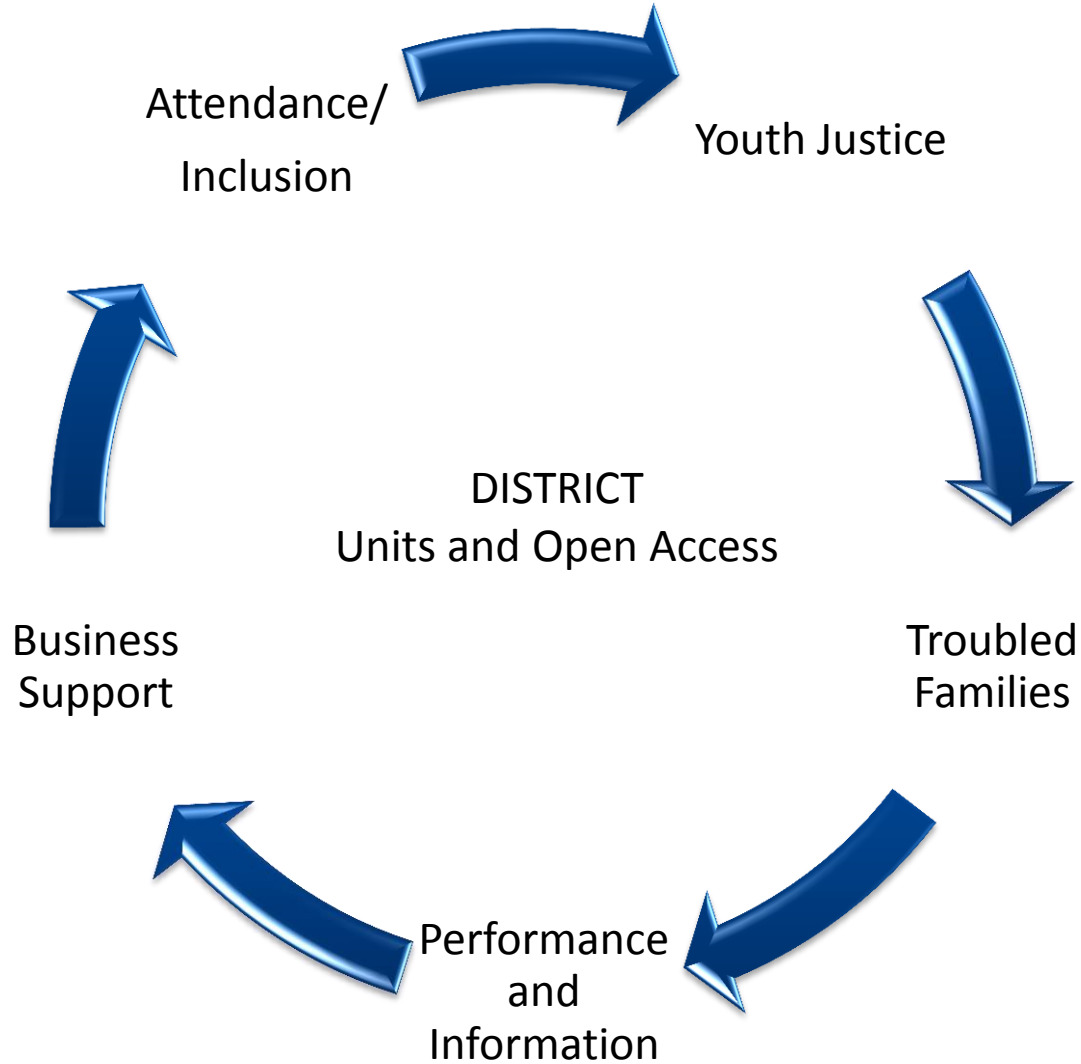 Attendance/
Inclusion
Youth Justice
DISTRICT
Units and Open Access
Business
Support
Troubled
Families
Performance
and
Information